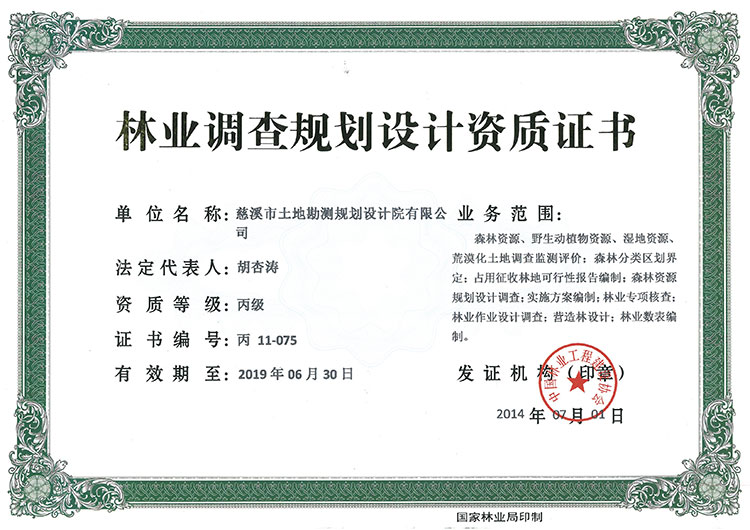 林业调查规划设计资质证书
单位名称：慈溪市土地勘测规划设计院有限公
司
法定代表人：胡杏涛
资质等级：丙级
证书编号：丙 11-075
有效期至：2019 年 06 月 30 日
业务范围：
森林资源、野生动植物资源、湿地资源、
荒漠化土地调查监测评价；森林分类区划界
定；占用征收林地可行性报告编制；森林资源
规划设计调查；实施方案编制；林业专项核查；
林业作业设计调查；营造林设计；林业数表编
制。
发证机构（印章）
中国林业工程建设协会
2014 年 07 月 01 日
国家林业局印制